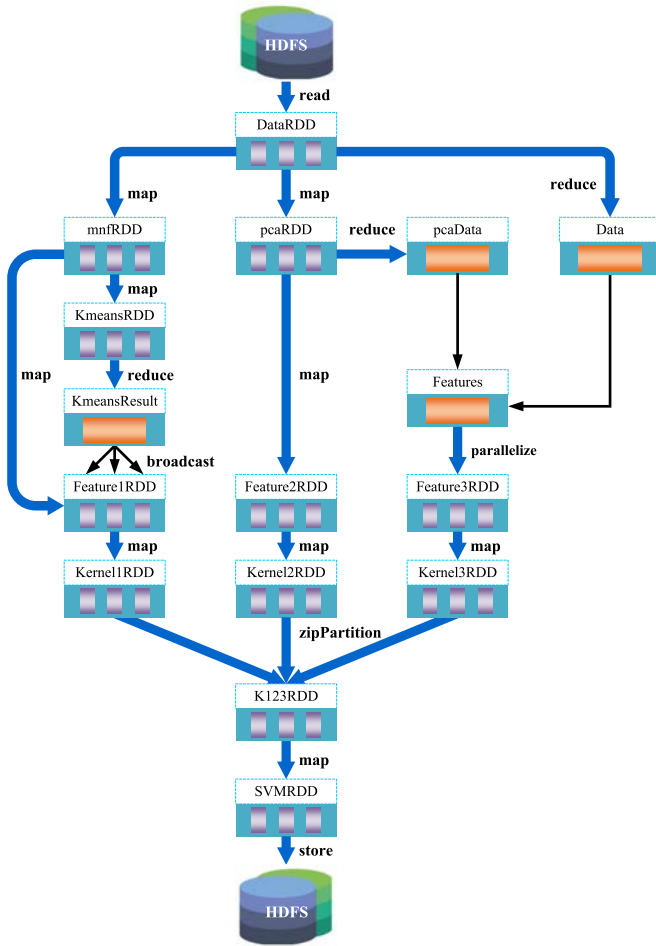 HDFS
read
DataRDD
map
map
reduce
mnfRDD
pcaRDD
reduce
pcaData
Data
map
KmeansRDD
map
reduce
map
KmeansResult
Features
broadcast
parallelize
Feature1RDD
Feature2RDD
Feature3RDD
map
map
map
Kernel1RDD
Kernel2RDD
Kernel3RDD
zipPartition
K123RDD
map
SVMRDD
store
HDFS